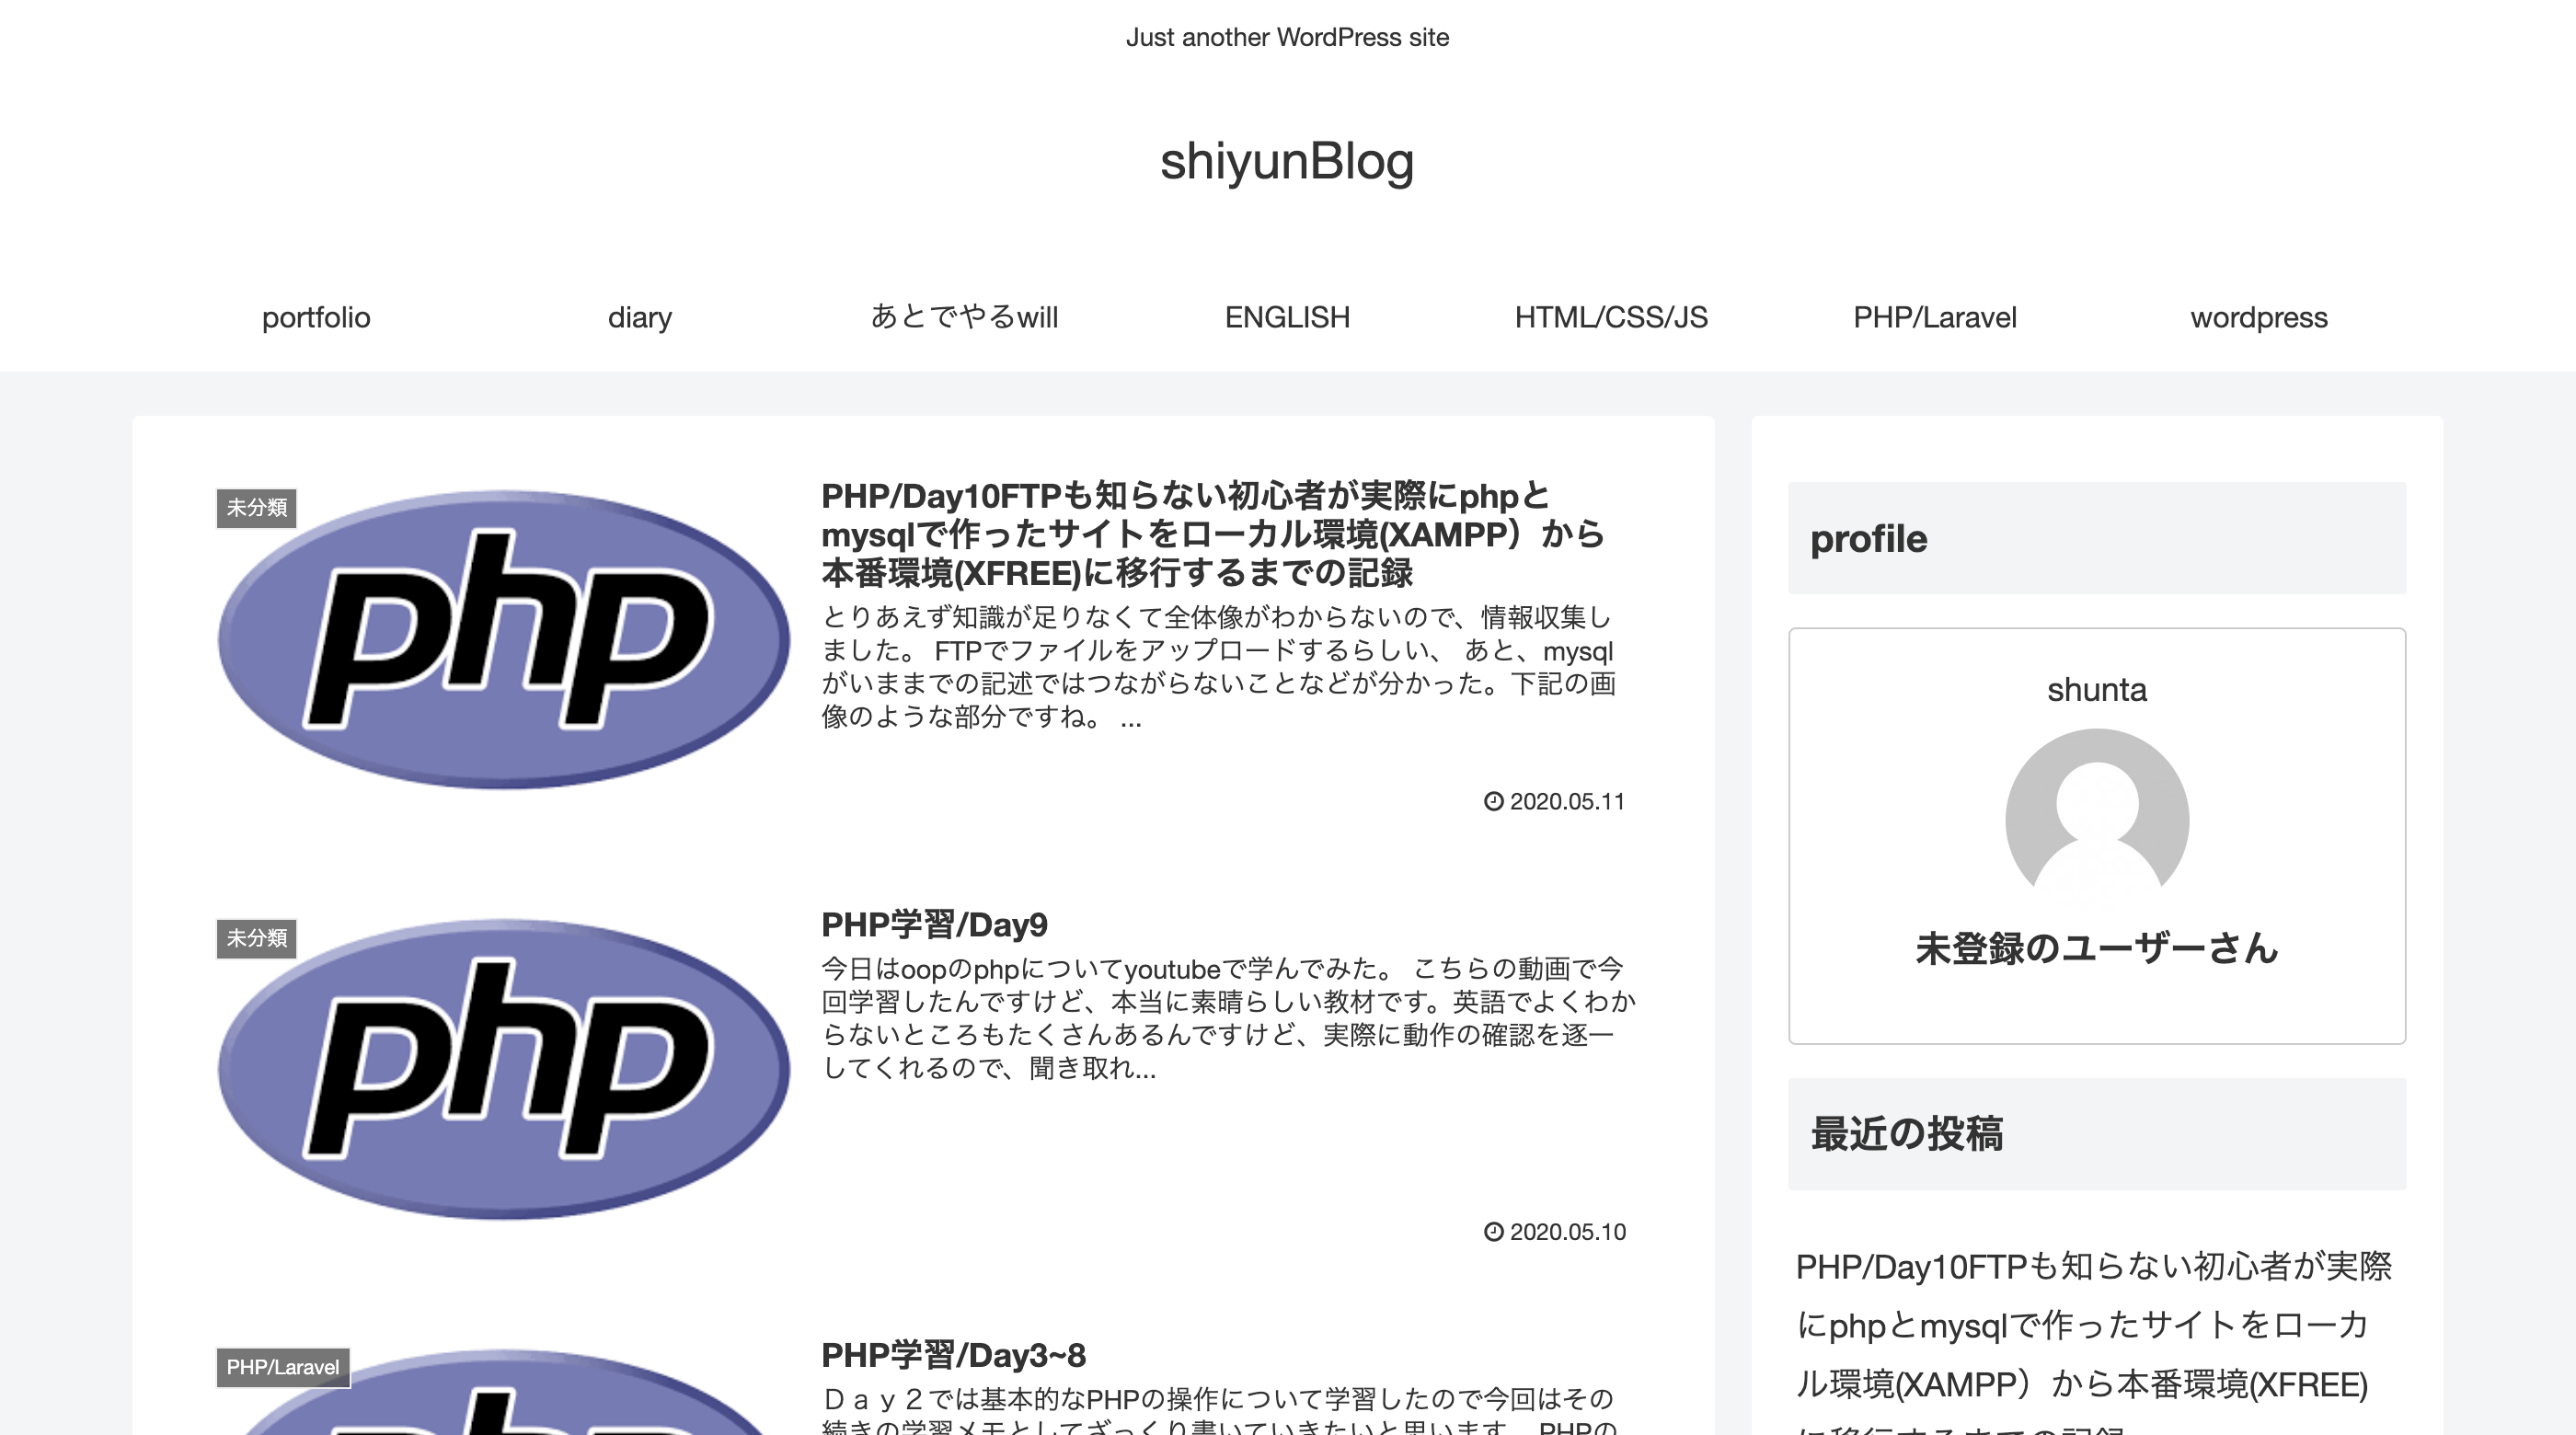 Just another WordPress site
shiyunBlog
portfolio diary あとでやるwill ENGLISH HTML/CSS/JS PHP/Laravel wordpress
未分類
php
PHP/Day10FTPも知らない初心者が実際にphpと
mysqlで作ったサイトをローカル環境(XAMPP）から
本番環境(XFREE)に移行するまでの記録
とりあえず知識が足りなくて全体像がわからないので、情報収集し
ました。 FTPでファイルをアップロードするらしい、 あと、mysql
がいままでの記述ではつながらないことなどが分かった。下記の画
像のような部分ですね。 ...
2020.05.11
未分類
php
PHP学習/Day9
今日はoopのphpについてyoutubeで学んでみた。 こちらの動画で今
回学習したんですけど、本当に素晴らしい教材です。英語でよくわか
らないところもたくさんあるんですけど、実際に動作の確認を逐一
してくれるので、聞き取れ...
2020.05.10
PHP/Laravel
php
PHP学習/Day3~8
Ｄａｙ２では基本的なPHPの操作について学習したので今回はその
続きの学習メモとしてざっくり書いていきたいと思います。 PHPの
profile
shunta
未登録のユーザーさん
最近の投稿
PHP/Day10FTPも知らない初心者が実際
にphpとmysqlで作ったサイトをローカ
ル環境(XAMPP）から本番環境(XFREE)
に移行するまでの記録